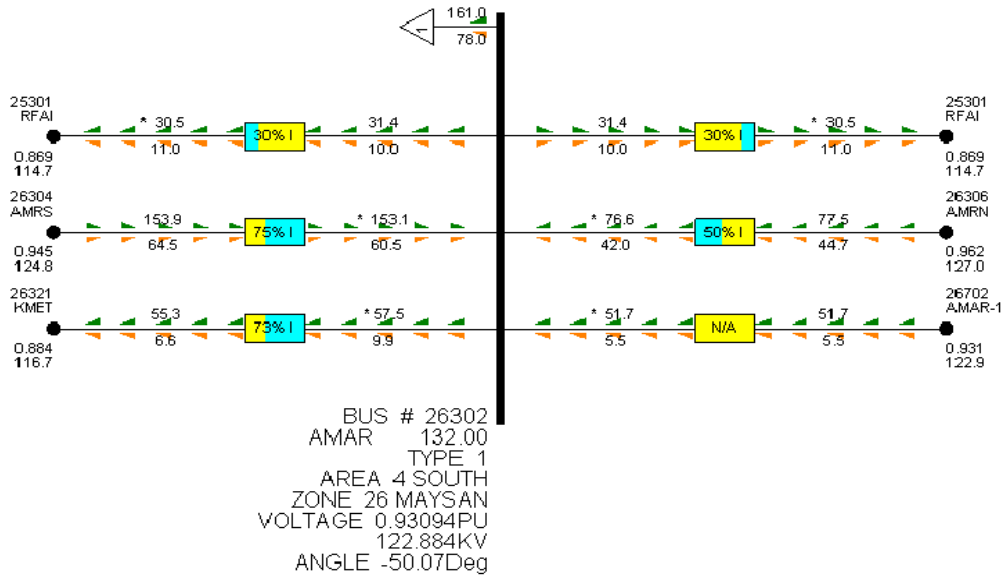 161.0
1
78.0
25301
RFAI
* 30.5
30% I
31.4
11.0
10.0
0.869
114.7
31.4
30% I
* 30.5
10.0
11.0
25301
RFAI
0.869
114.7
26304
AMRS
153.9
75% I
* 153.1
64.5
60.5
0.945
124.8
* 76.6
50% I
77.5
42.0
44.7
26306
AMRN
0.962
127.0
26321
KMET
55.3
73% I
* 57.5
6.6
9.9
0.884
116.7
* 51.7
N/A
51.7
5.5
5.5
26702
AMAR-1
0.931
122.9
BUS # 26302
AMAR 132.00
TYPE 1
AREA 4 SOUTH
ZONE 26 MAYSAN
VOLTAGE 0.93094PU
122.884KV
ANGLE -50.07Deg